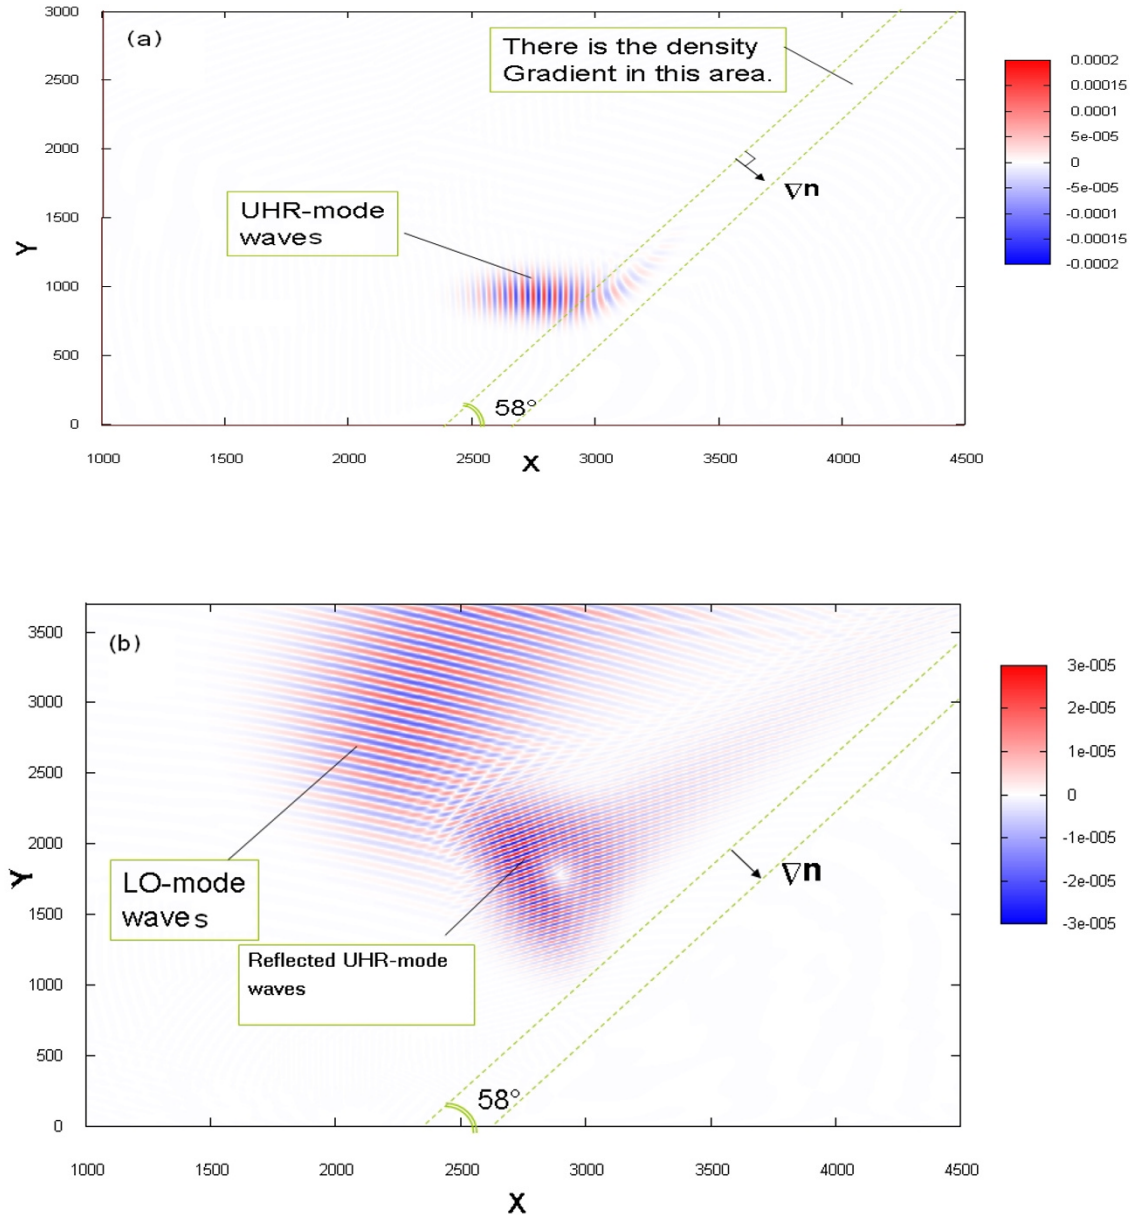 (a)
There is the density
Gradient in this area.
UHR-mode
waves
∇n
58°
3000
2500
2000
1500
1000
500
0
Y
1000 1500 2000 2500 3000 3500 4000 4500
X
0.0002
0.00015
0.0001
5e-005
0
-5e-005
-0.0001
-0.00015
-0.0002
(b)
LO-mode
waves
Reflected UHR-mode
waves
∇n
58°
3500
3000
2500
2000
1500
1000
500
0
Y
1000 1500 2000 2500 3000 3500 4000 4500
X
3e-005
2e-005
1e-005
0
-1e-005
-2e-005
-3e-005